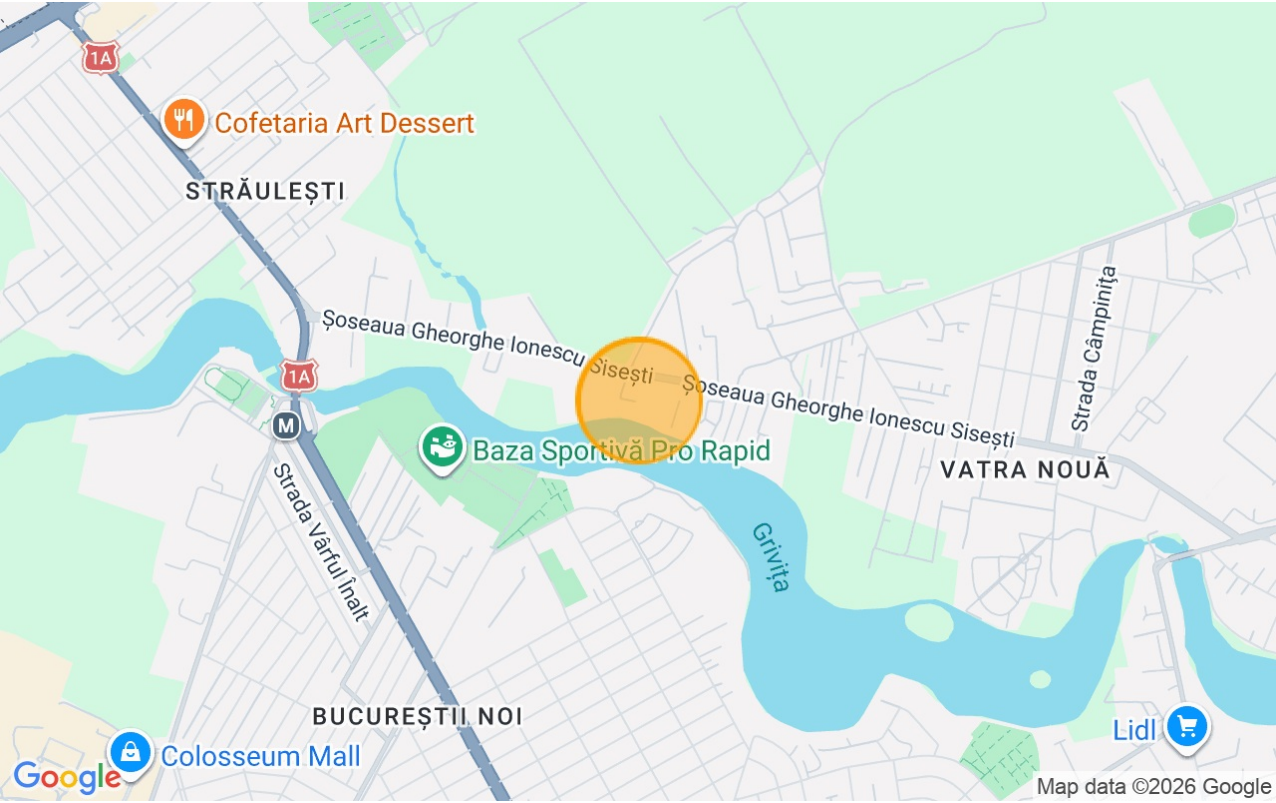 1A
Cofetaria Art Dessert
STRĂULEȘTI
Șoseaua Gheorghe Ionescu Sisești
Șoseaua Gheorghe Ionescu Sisești
Strada Câmpinița
1A
M
Baza Sportivă Pro Rapid
VATRA NOUĂ
Strada Vârful Înalt
Grivița
BUCUREȘTII NOI
Lidl
Colosseum Mall
Google
Map data ©2026 Google